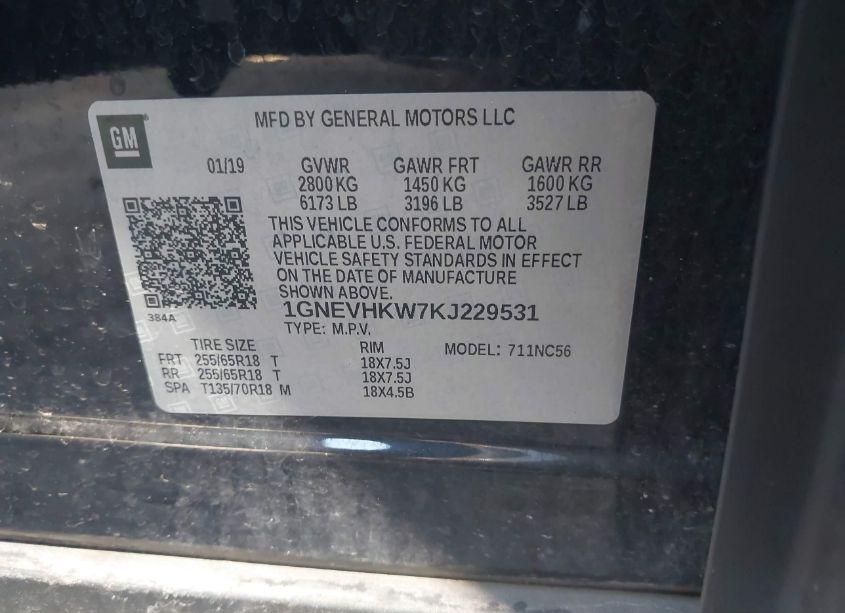 GM
MFD BY GENERAL MOTORS LLC
01/19 GVWR GAWR FRT GAWR RR
2800 KG 1450 KG 1600 KG
6173 LB 3196 LB 3527 LB
THIS VEHICLE CONFORMS TO ALL
APPLICABLE U.S. FEDERAL MOTOR
VEHICLE SAFETY STANDARDS IN EFFECT
ON THE DATE OF MANUFACTURE
SHOWN ABOVE.
384A
1GNEVHKW7KJ229531
TYPE: M.P.V.
TIRE SIZE RIM MODEL: 711NC56
FRT 255/65R18 T 18X7.5J
RR 255/65R18 T 18X7.5J
SPA T135/70R18 M 18X4.5B